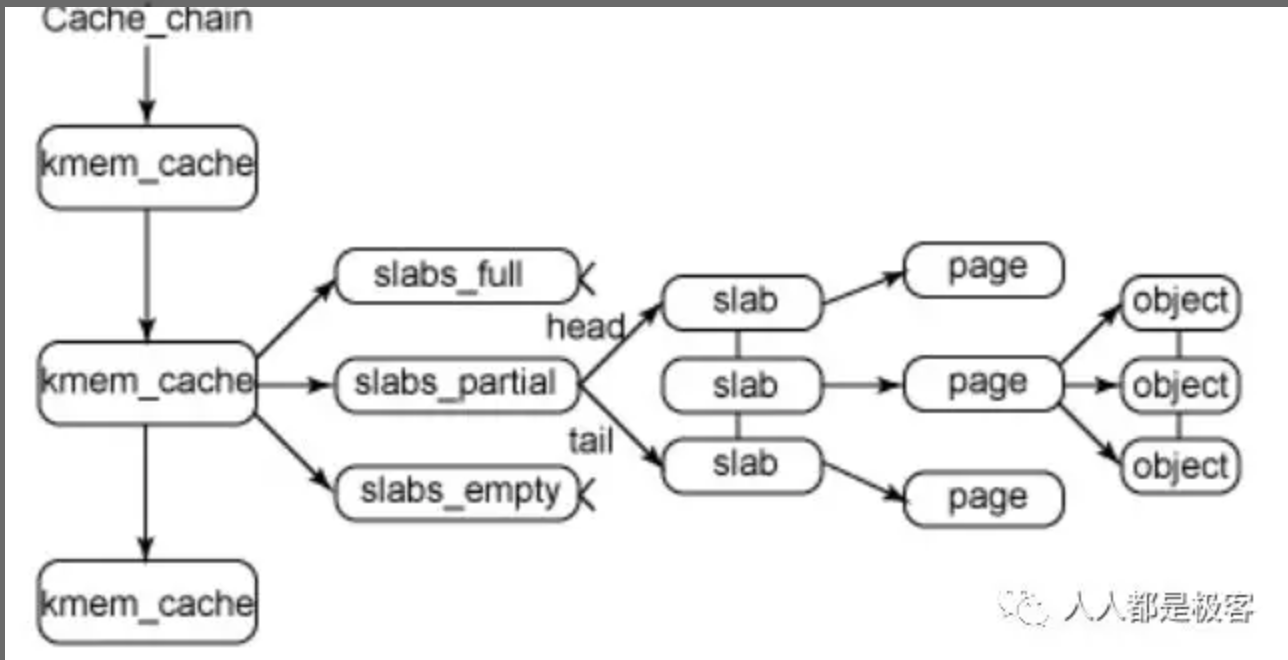 Cache_chain
kmem_cache
kmem_cache
kmem_cache
slabs_full
slabs_partial
slabs_empty
head
tail
slab
slab
slab
page
page
page
object
object
object
人人都是极客